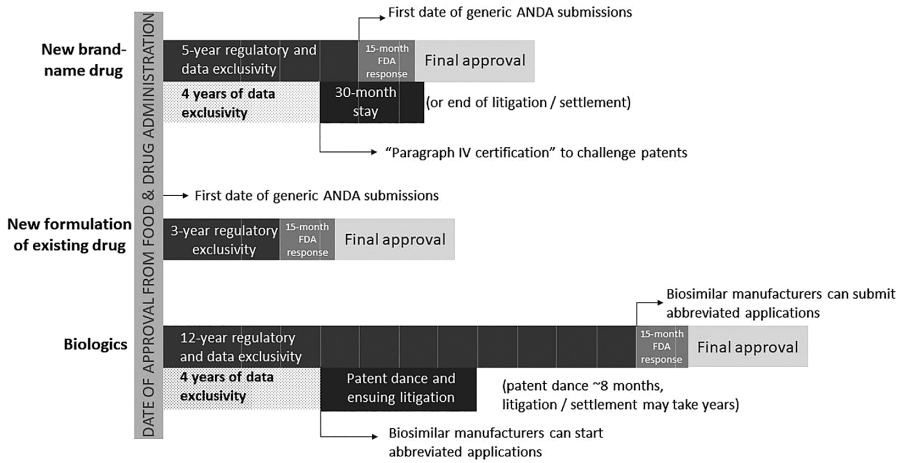 DATE OF APPROVAL FROM FOOD & DRUG ADMINISTRATION
First date of generic ANDA submissions
New brand-
name drug
5-year regulatory and
data exclusivity
15-month
FDA
response
Final approval
4 years of data
exclusivity
30-month
stay
(or end of litigation / settlement)
“Paragraph IV certification” to challenge patents
First date of generic ANDA submissions
New formulation
of existing drug
3-year regulatory
exclusivity
15-month
FDA
response
Final approval
Biosimilar manufacturers can submit
abbreviated applications
Biologics
12-year regulatory
and data exclusivity
15-month
FDA
response
Final approval
4 years of data
exclusivity
Patent dance and
ensuing litigation
(patent dance ~8 months,
litigation / settlement may take years)
Biosimilar manufacturers can start
abbreviated applications